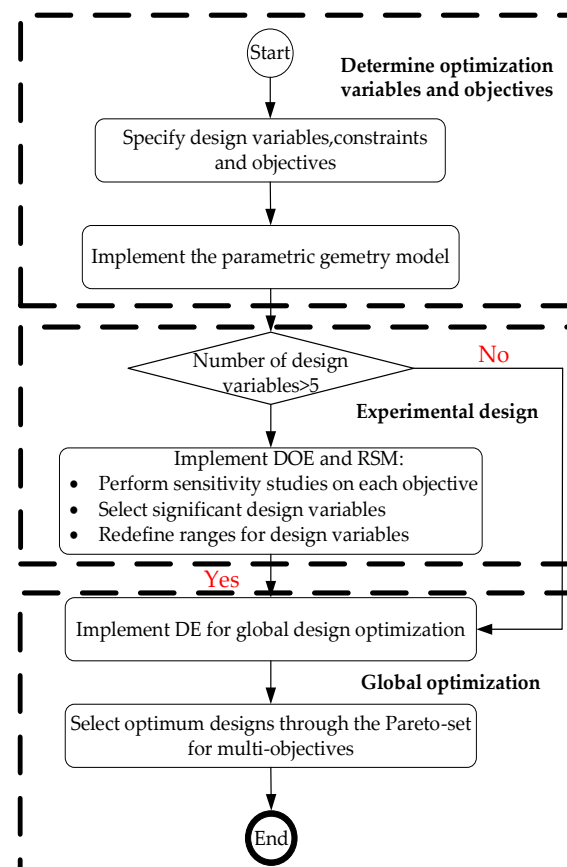 Start
Determine optimization
variables and objectives
Specify design variables,constraints
and objectives
Implement the parametric gemetry model
Number of design
variables>5
No
Experimental design
Implement DOE and RSM:
• Perform sensitivity studies on each objective
• Select significant design variables
• Redefine ranges for design variables
Yes
Implement DE for global design optimization
Global optimization
Select optimum designs through the Pareto-set
for multi-objectives
End